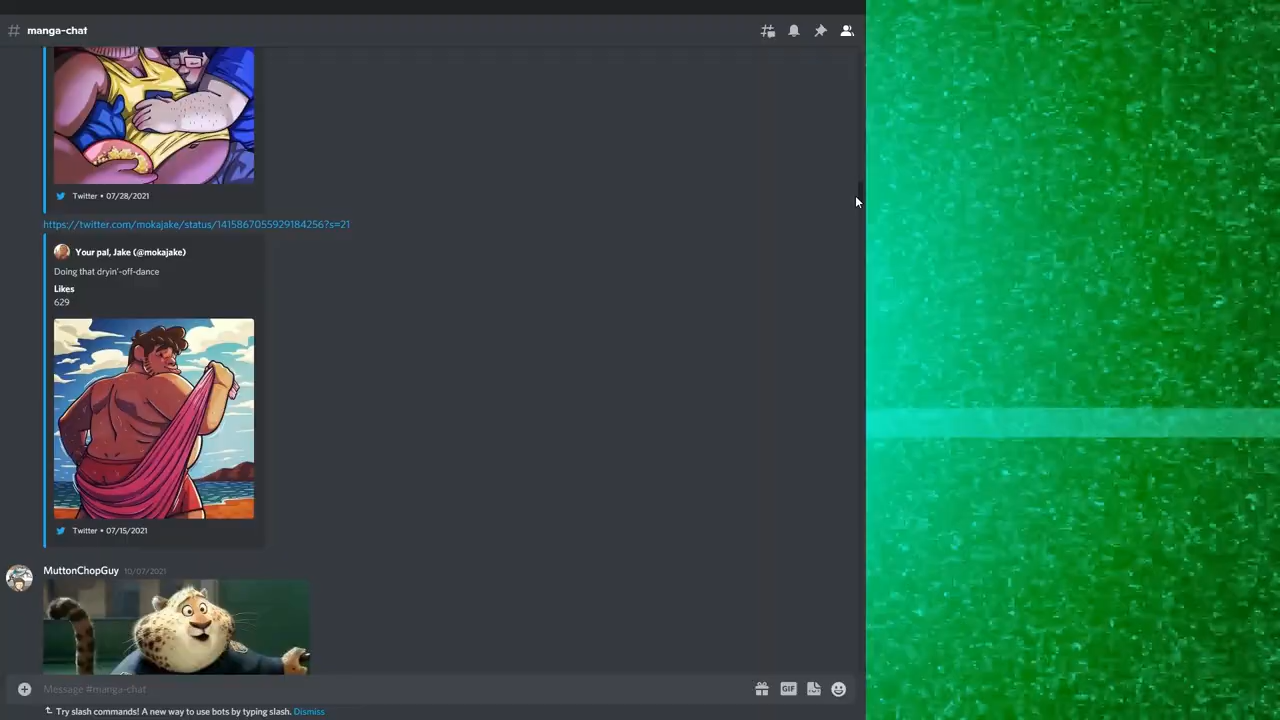 manga-chat
Twitter • 07/28/2021
https://twitter.com/mokajake/status/1415867055929184256?s=21
Your pal, Jake (@mokajake)
Doing that dryin'-off-dance
Likes
629
Twitter • 07/15/2021
MuttonChopGuy 10/07/2021
Message #manga-chat
GIF
Try slash commands! A new way to use bots by typing slash. Dismiss